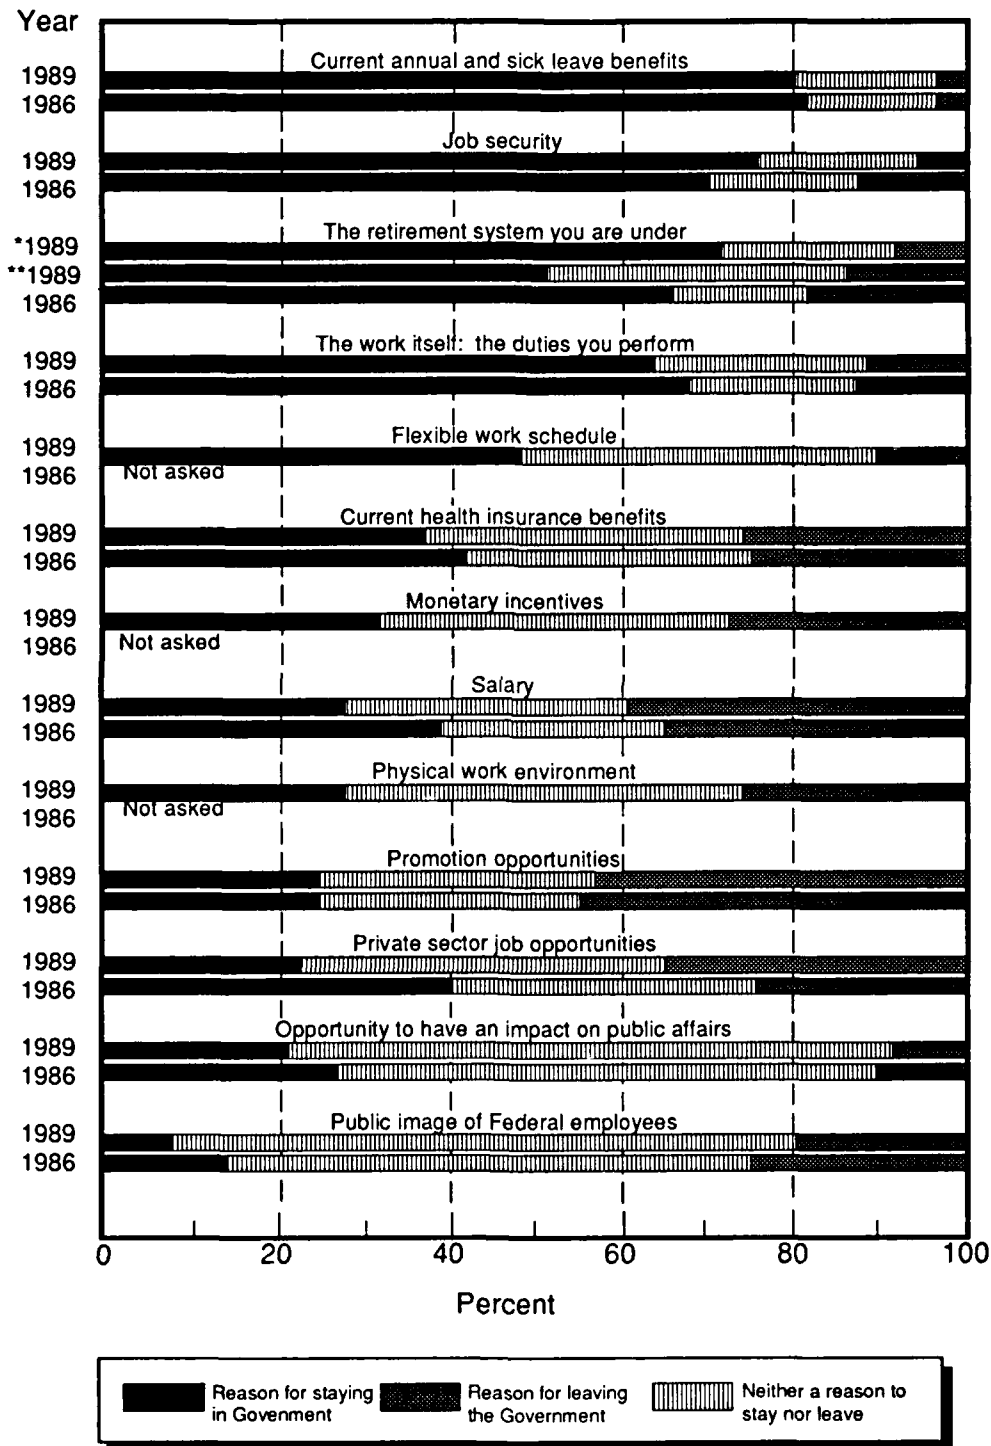 Year
Current annual and sick leave benefits
1989
1986
Job security
1989
1986
The retirement system you are under
*1989
**1989
1986
The work itself: the duties you perform
1989
1986
Flexible work schedule
1989
1986 Not asked
Current health insurance benefits
1989
1986
Monetary incentives
1989
1986 Not asked
Salary
1989
1986
Physical work environment
1989
1986 Not asked
Promotion opportunities
1989
1986
Private sector job opportunities
1989
1986
Opportunity to have an impact on public affairs
1989
1986
Public image of Federal employees
1989
1986
0 20 40 60 80 100
Percent
Reason for staying
in Govenment
Reason for leaving
the Government
Neither a reason to
stay nor leave